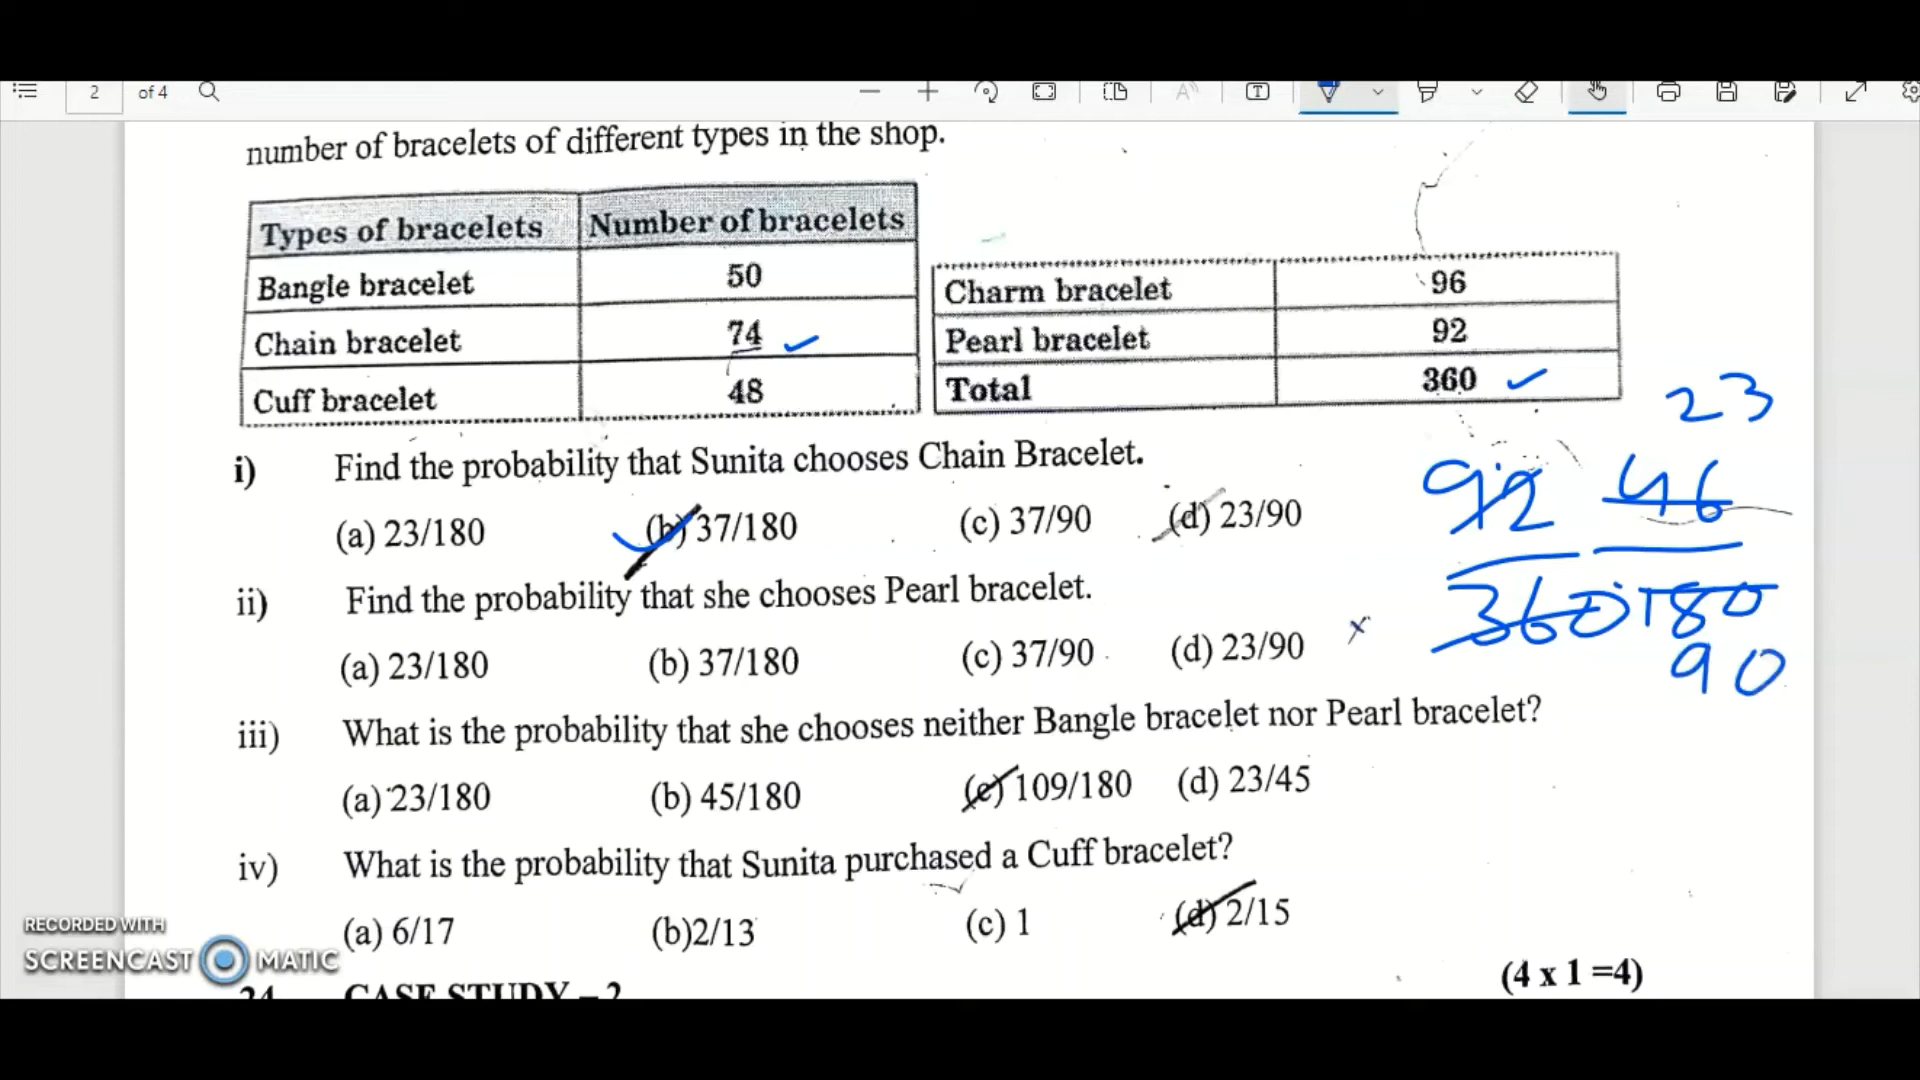 2 of 4
number of bracelets of different types in the shop.
Types of bracelets Number of bracelets
Bangle bracelet 50
Chain bracelet 74
Cuff bracelet 48
Charm bracelet 96
Pearl bracelet 92
Total 360
23
92 46
360 180
90
i) Find the probability that Sunita chooses Chain Bracelet.
(a) 23/180 (b) 37/180 (c) 37/90 (d) 23/90
ii) Find the probability that she chooses Pearl bracelet.
(a) 23/180 (b) 37/180 (c) 37/90 (d) 23/90
iii) What is the probability that she chooses neither Bangle bracelet nor Pearl bracelet?
(a) 23/180 (b) 45/180 (c) 109/180 (d) 23/45
iv) What is the probability that Sunita purchased a Cuff bracelet?
(a) 6/17 (b)2/13 (c) 1 (d) 2/15
(4 x 1 =4)
24 CASE STUDY – 2
RECORDED WITH
SCREENCAST MATIC